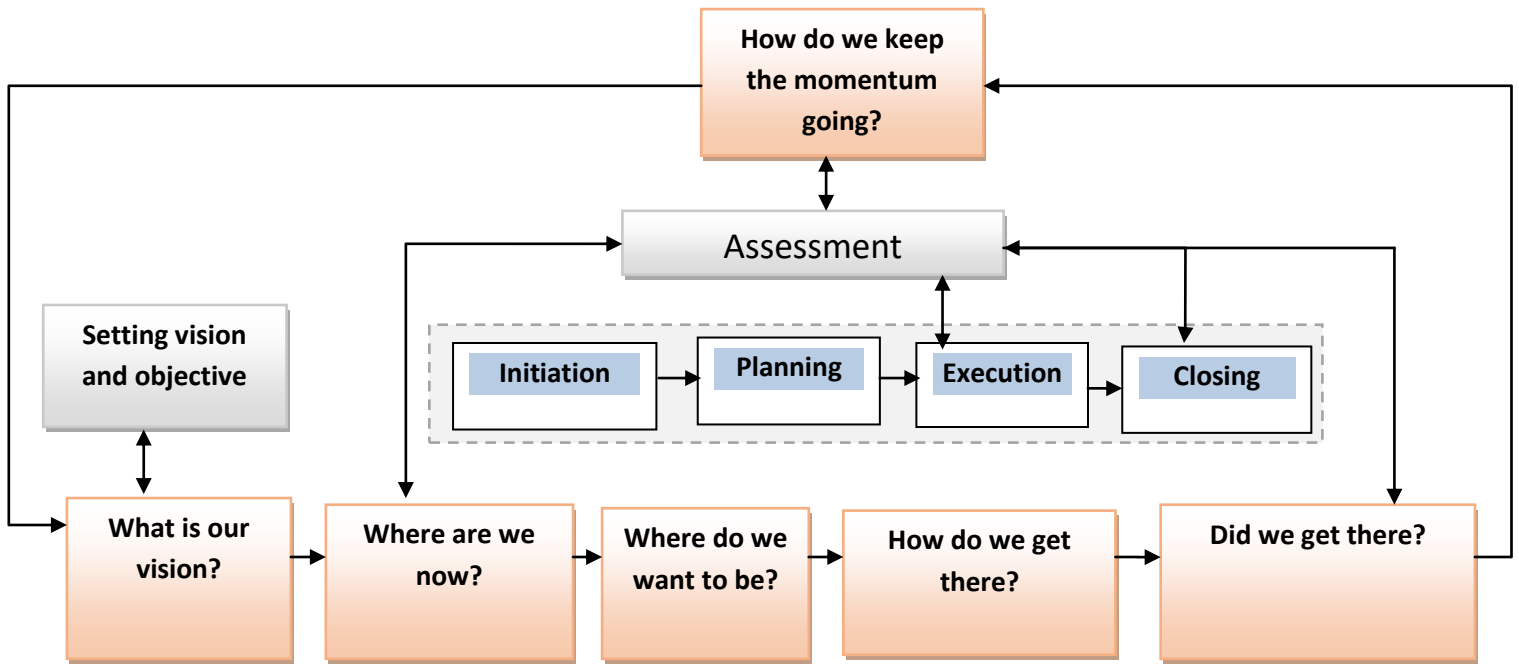 How do we keep
the momentum
going?
Assessment
Setting vision
and objective
Initiation
Planning
Execution
Closing
What is our
vision?
Where are we
now?
Where do we
want to be?
How do we get
there?
Did we get there?